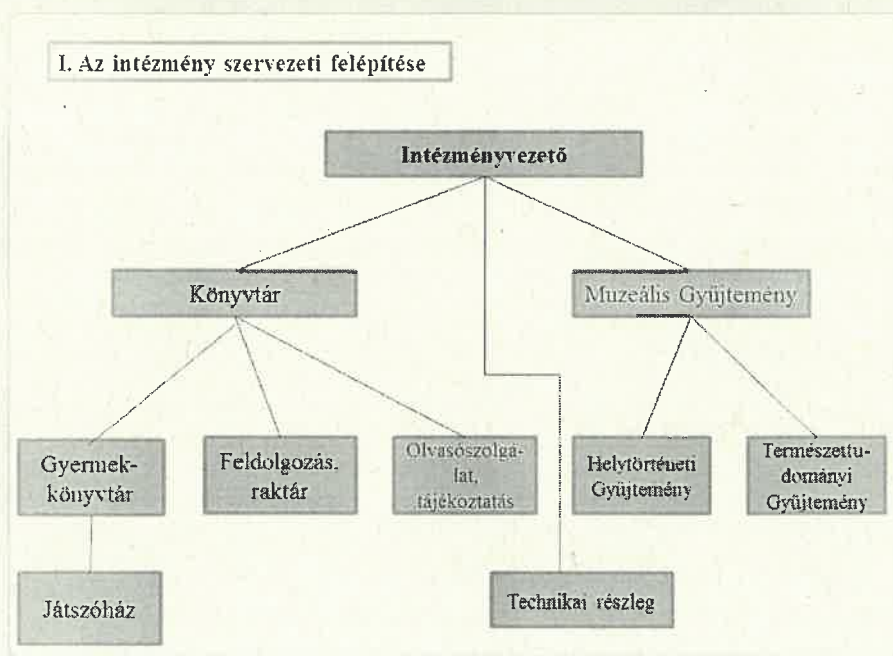 I. Az intézmény szervezeti felépítése
Intézményvezető
Könyvtár
Muzeális Gyűjtemény
Gyermek-
könyvtár
Feldolgozás,
raktár
Olvasószolgá-
lat,
tájékoztatás
Helytörténeti
Gyűjtemény
Természettu-
dományi
Gyűjtemény
Játszóház
Technikai részleg